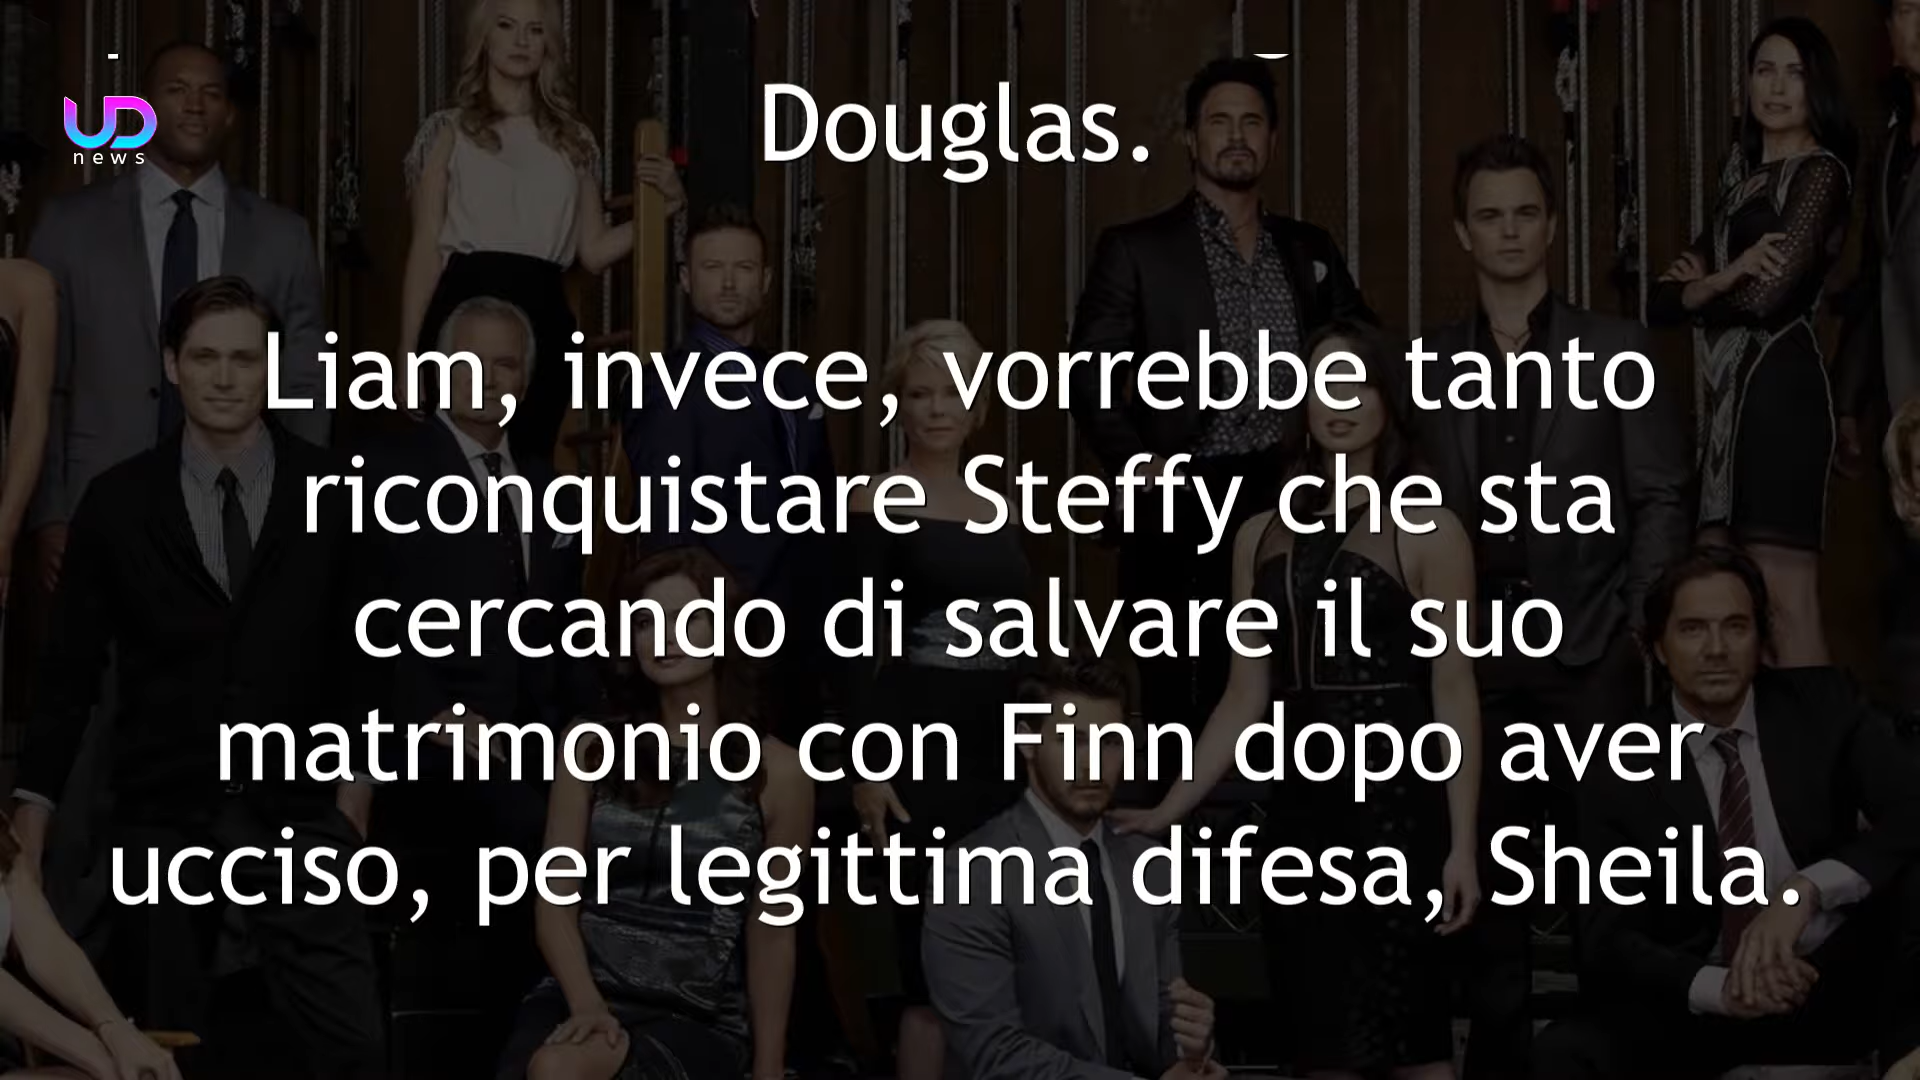 UD
news
Douglas.
Liam, invece, vorrebbe tanto
riconquistare Steffy che sta
cercando di salvare il suo
matrimonio con Finn dopo aver
ucciso, per legittima difesa, Sheila.